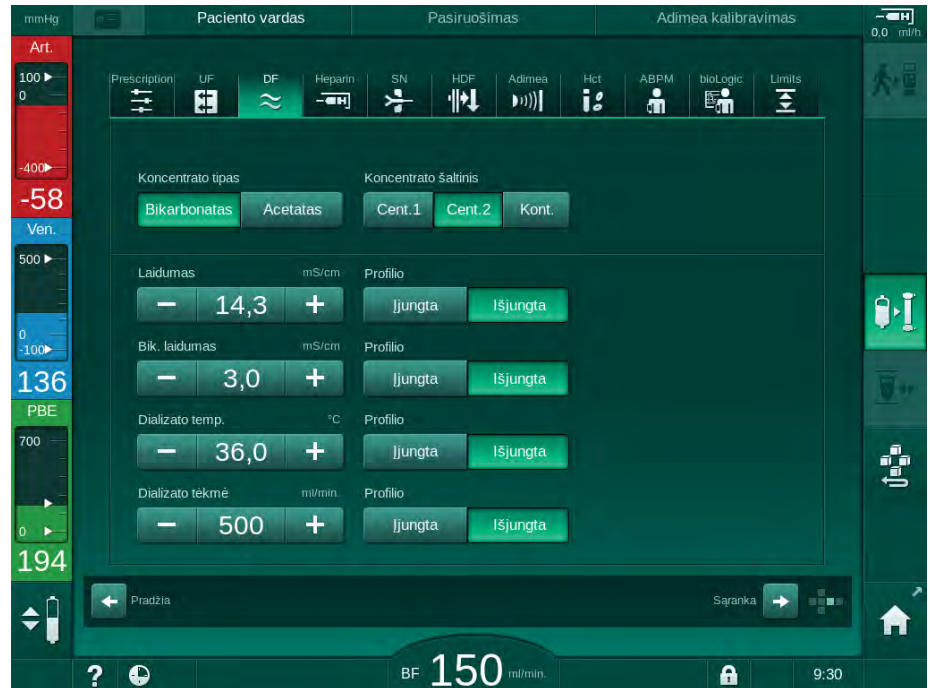 mmHg
Paciento vardas
Pasiruošimas
Adimea kalibravimas
0,0 ml/h
Art.
100
0
-400
-58
Ven.
500
0
-100
136
PBE
700
0
194
Prescription UF DF Heparin SN HDF Adimea Hct ABPM bioLogic Limits
Koncentrato tipas Koncentrato šaltinis
Bikarbonatas Acetatas Cent.1 Cent.2 Kont.
Laidumas mS/cm Profilio
− 14,3 + Įjungta Išjungta
Bik. laidumas mS/cm Profilio
− 3,0 + Įjungta Išjungta
Dializato temp. °C Profilio
− 36,0 + Įjungta Išjungta
Dializato tėkmė ml/min. Profilio
− 500 + Įjungta Išjungta
Pradžia Sąranka
? BF 150 ml/min. 9:30